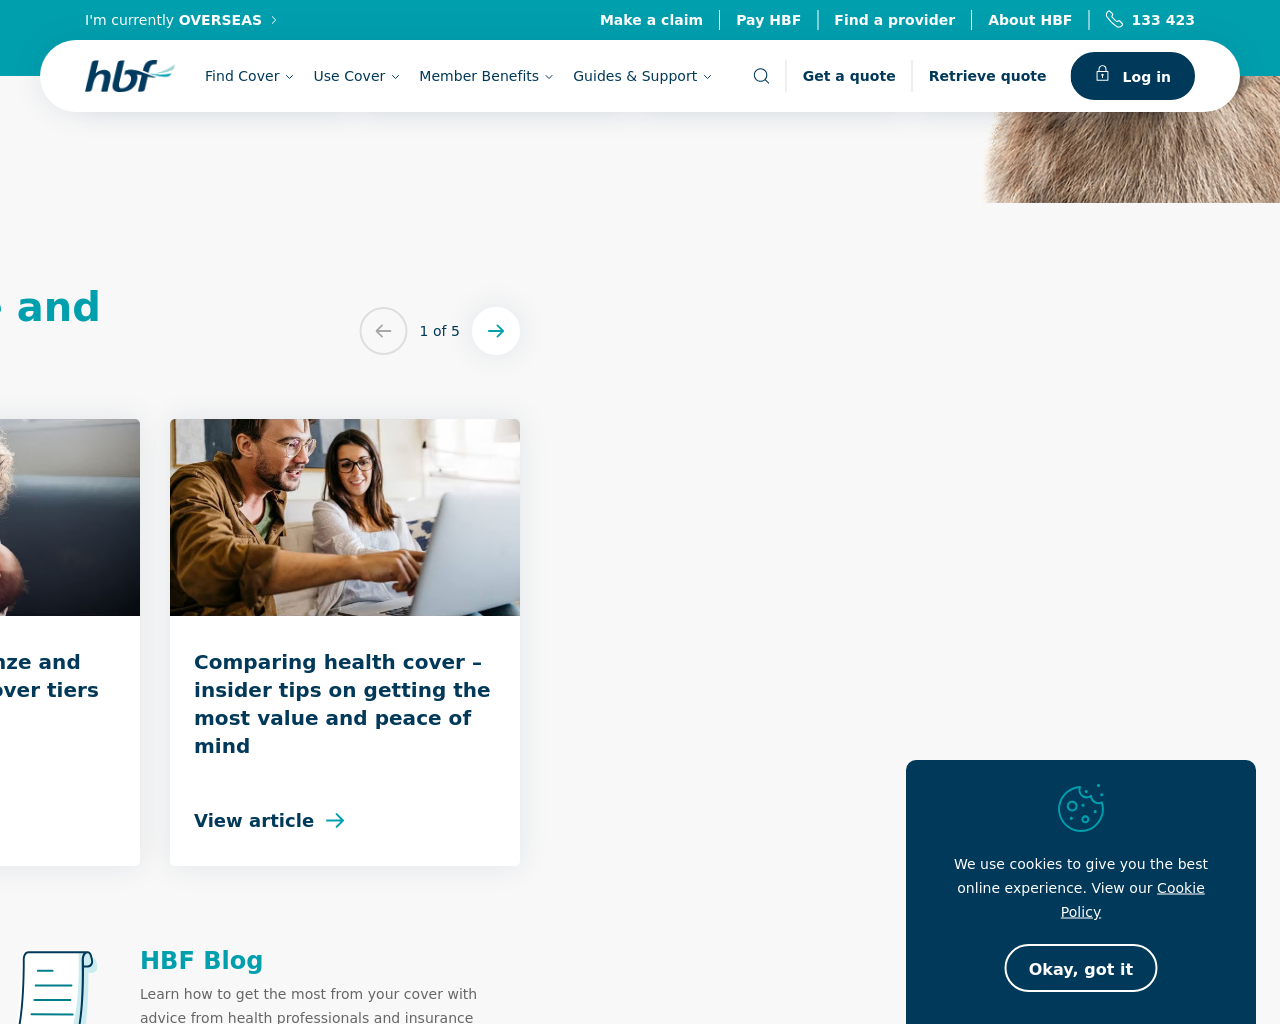 I'm currently OVERSEAS
Make a claim
Pay HBF
Find a provider
About HBF
133 423
hbf
Find Cover
Use Cover
Member Benefits
Guides & Support
Get a quote
Retrieve quote
Log in
and
1 of 5
and
over tiers
Comparing health cover –
insider tips on getting the
most value and peace of
mind
View article
HBF Blog
Learn how to get the most from your cover with
advice from health professionals and insurance
We use cookies to give you the best
online experience. View our Cookie
Policy
Okay, got it